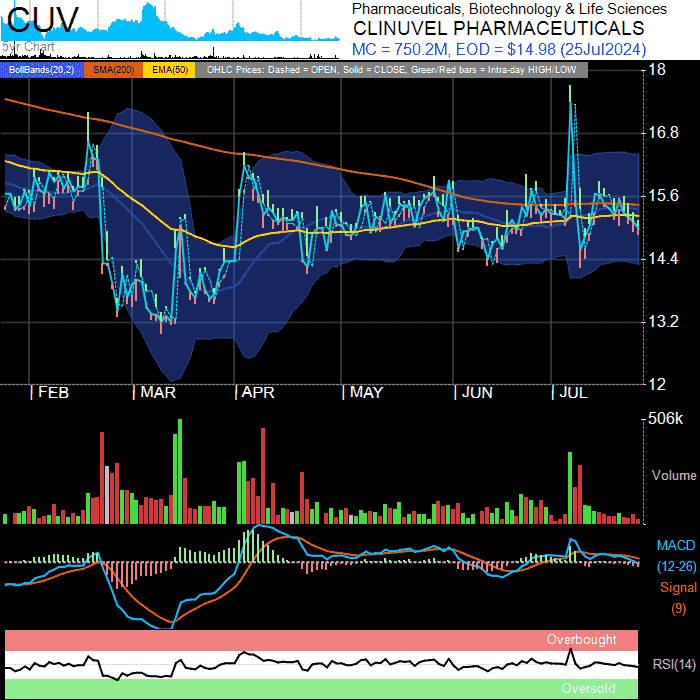 CUV
5yr Chart
Pharmaceuticals, Biotechnology & Life Sciences
CLINUVEL PHARMACEUTICALS
MC = 750.2M, EOD = $14.98 (25Jul2024)
BollBands(20,2) SMA(200) EMA(50) OHLC Prices: Dashed = OPEN, Solid = CLOSE, Green/Red bars = Intra-day HIGH/LOW
18
16.8
15.6
14.4
13.2
12
| FEB | MAR | APR | MAY | JUN | JUL
506k
Volume
MACD
(12-26)
Signal
(9)
Overbought
RSI(14)
Oversold